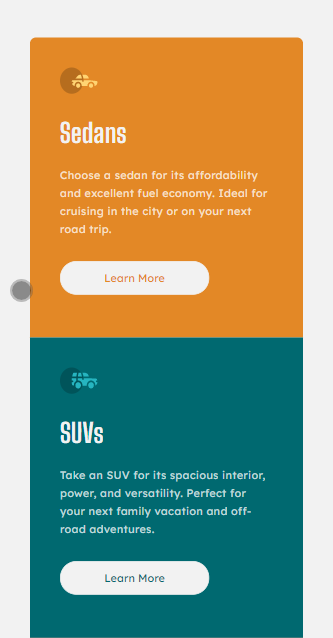 Sedans
Choose a sedan for its affordability
and excellent fuel economy. Ideal for
cruising in the city or on your next
road trip.
Learn More
SUVs
Take an SUV for its spacious interior,
power, and versatility. Perfect for
your next family vacation and off-
road adventures.
Learn More